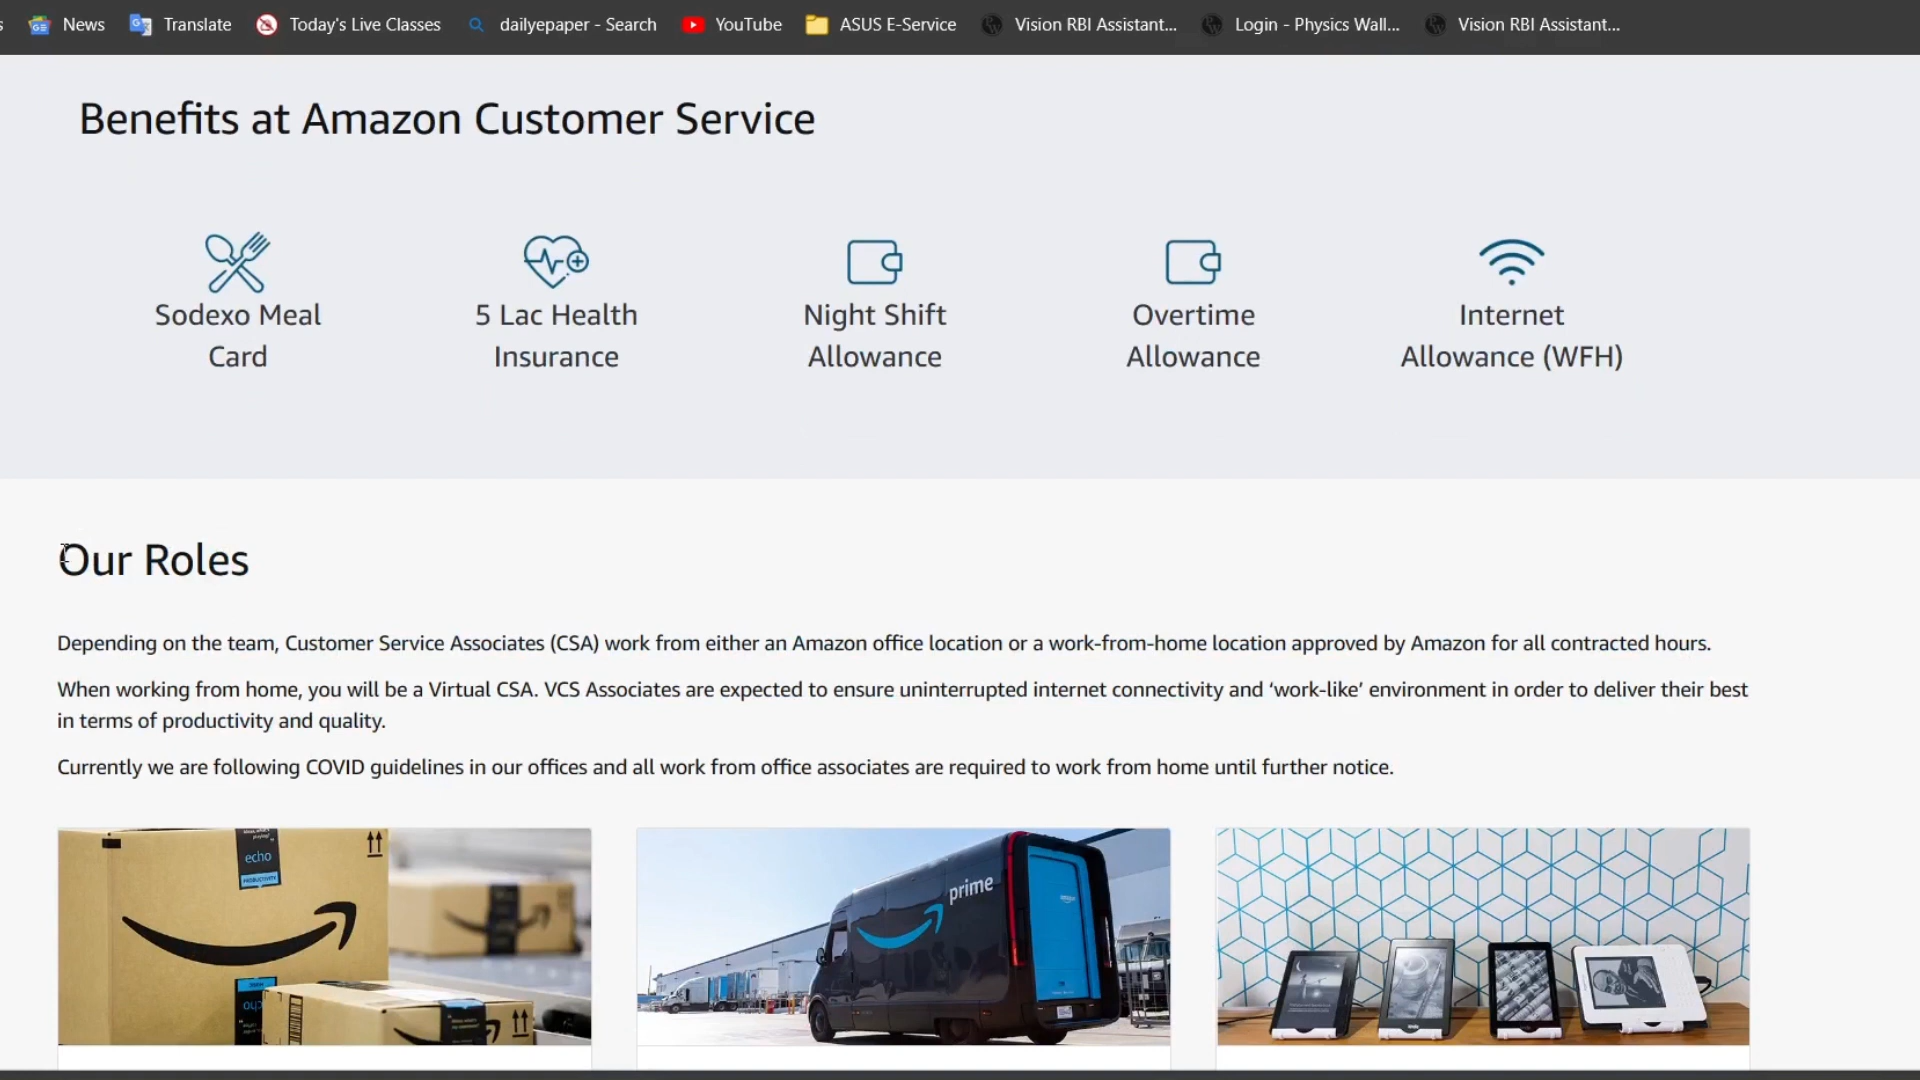 News Translate Today's Live Classes dailyepaper - Search YouTube ASUS E-Service Vision RBI Assistant... Login - Physics Wall... Vision RBI Assistant...
Benefits at Amazon Customer Service
Sodexo Meal
Card
5 Lac Health
Insurance
Night Shift
Allowance
Overtime
Allowance
Internet
Allowance (WFH)
Our Roles
Depending on the team, Customer Service Associates (CSA) work from either an Amazon office location or a work-from-home location approved by Amazon for all contracted hours.
When working from home, you will be a Virtual CSA. VCS Associates are expected to ensure uninterrupted internet connectivity and ‘work-like’ environment in order to deliver their best
in terms of productivity and quality.
Currently we are following COVID guidelines in our offices and all work from office associates are required to work from home until further notice.
echo
prime